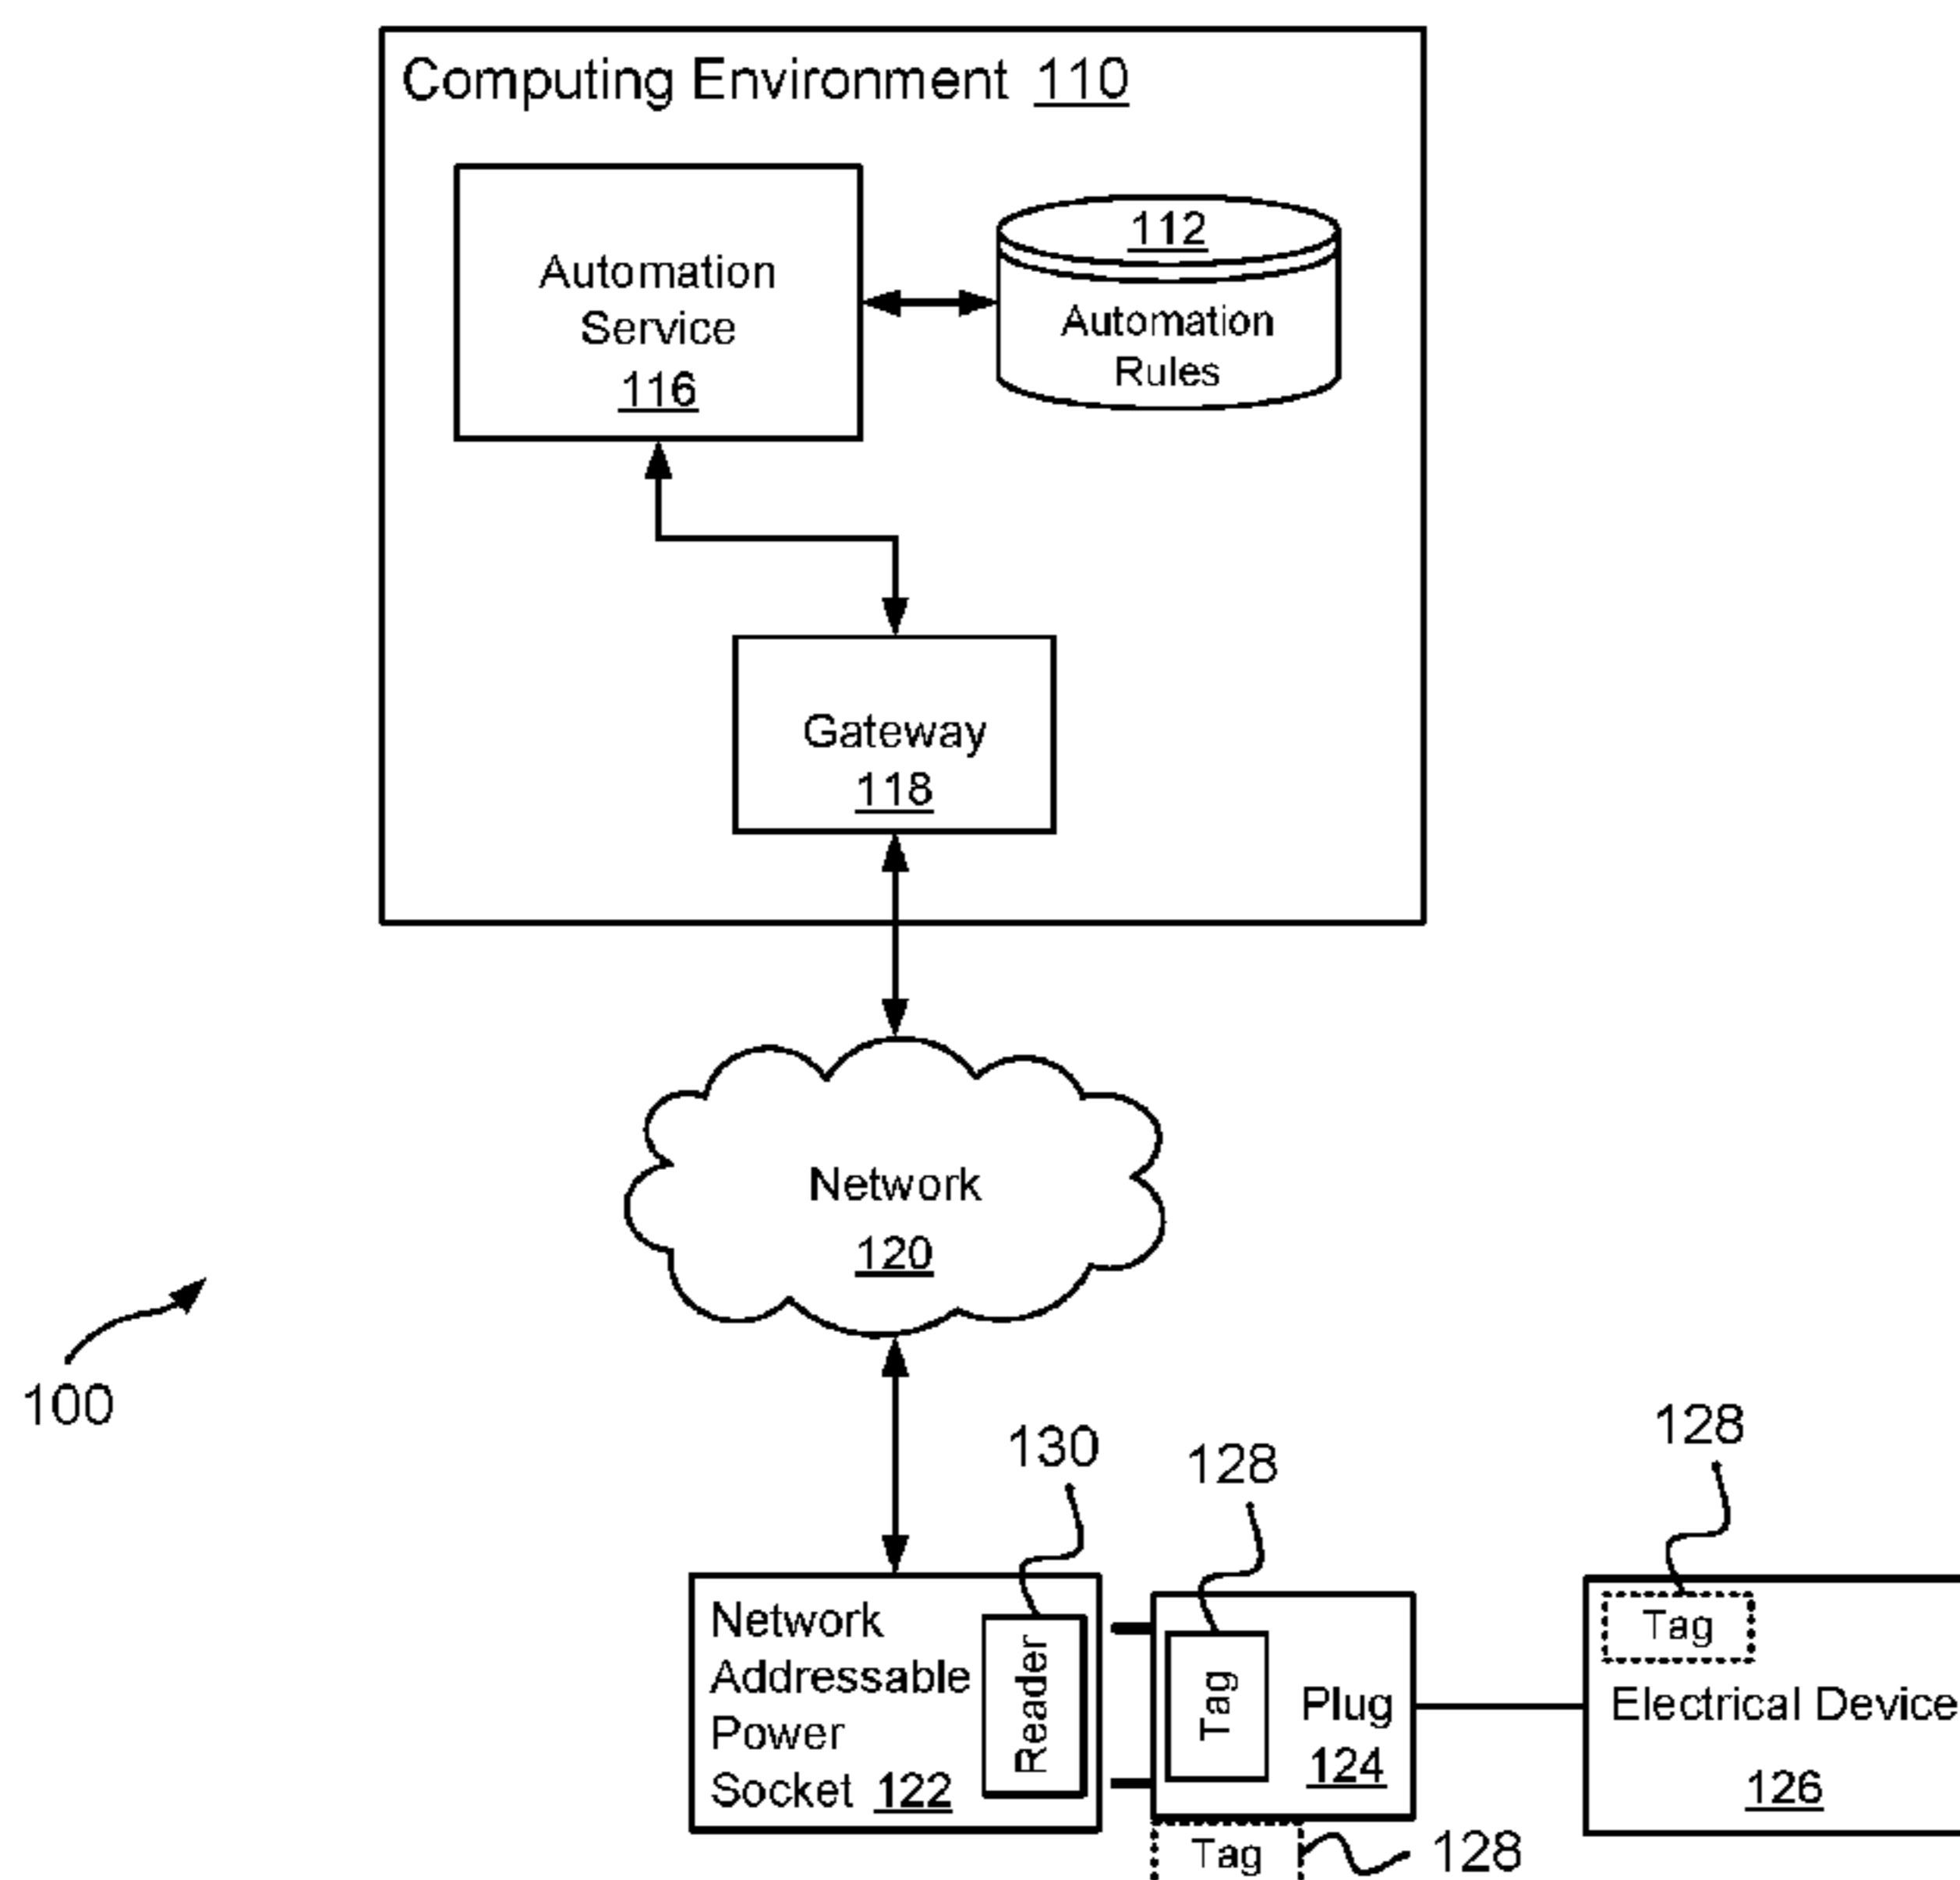 Computing Environment 110
Automation
Service
116
112
Automation
Rules
Gateway
118
Network
120
100
130
128
128
Network
Addressable
Power
Socket 122
Reader
Tag
Plug
124
Tag
Electrical Device
126
Tag
128